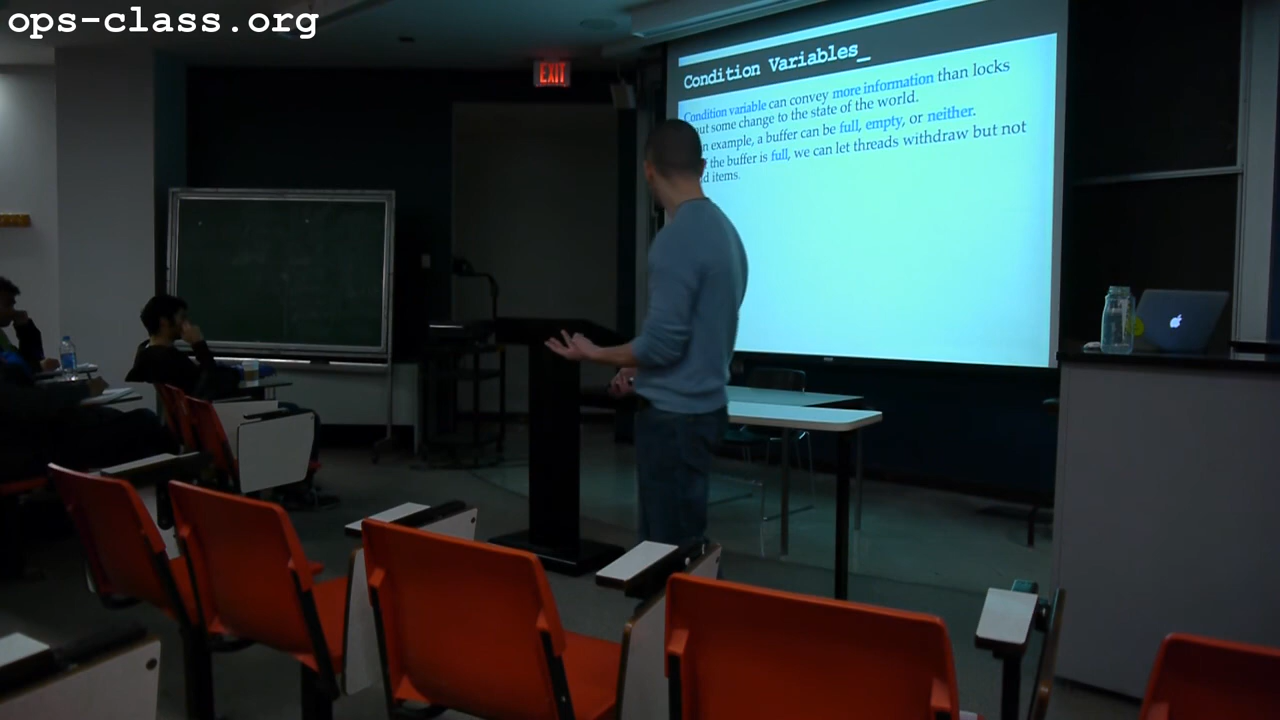 ops-class.org
EXIT
Condition Variables_
Condition variable can convey more information than locks
some change to the state of the world.
example, a buffer can be full, empty, or neither.
the buffer is full, we can let threads withdraw but not
items.